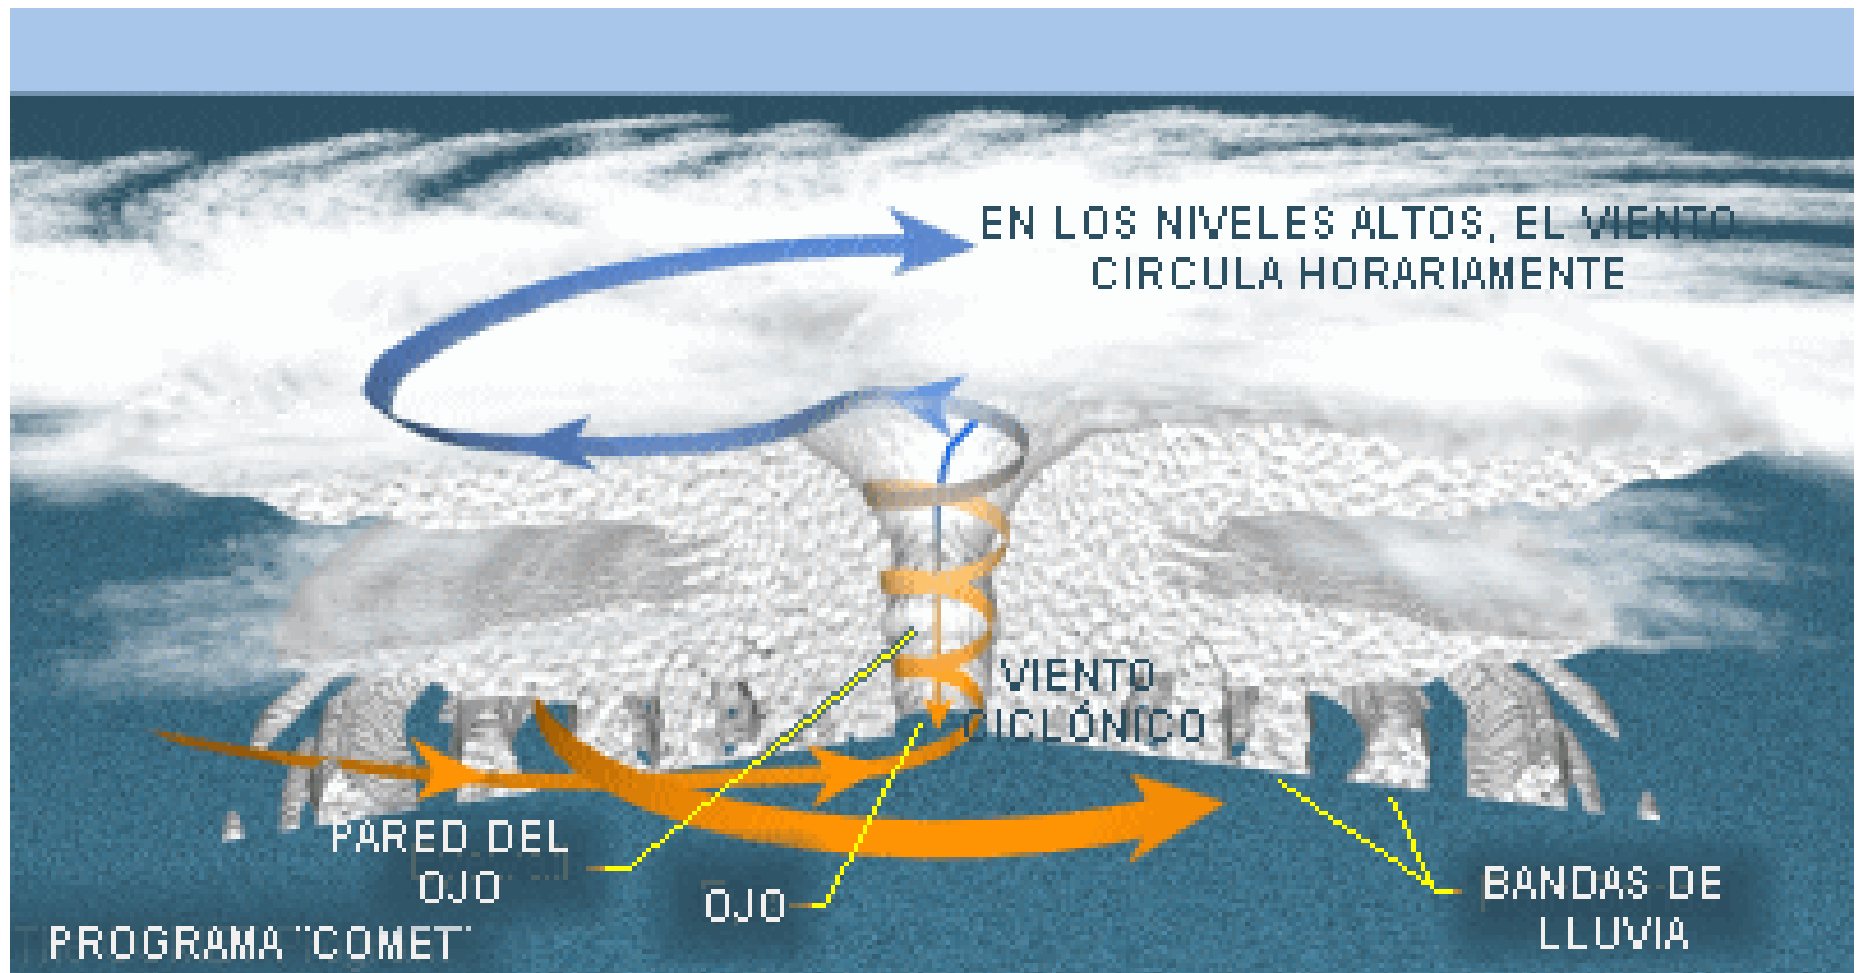 EN LOS NIVELES ALTOS, EL VIENTO
CIRCULA HORARIAMENTE
VIENTO
CICLÓNICO
PARED DEL
OJO
OJO
BANDAS DE
LLUVIA
PROGRAMA "COMET"